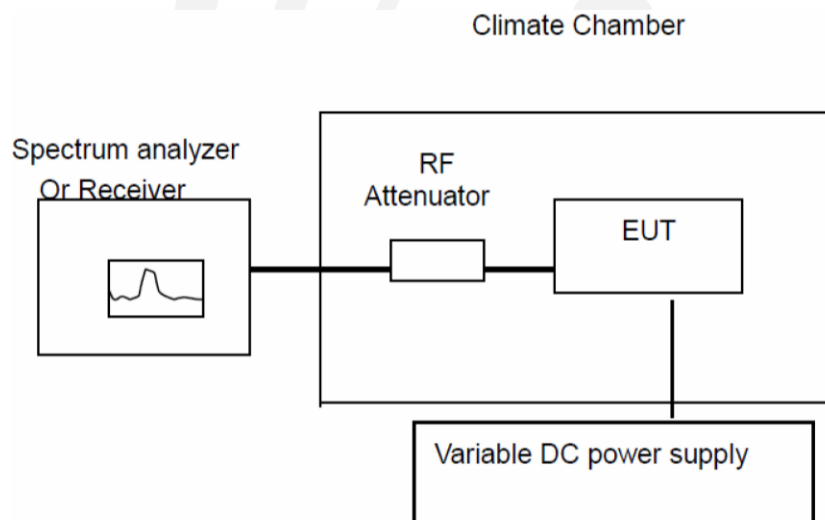 Climate Chamber
Spectrum analyzer
Or Receiver
RF
Attenuator
EUT
Variable DC power supply